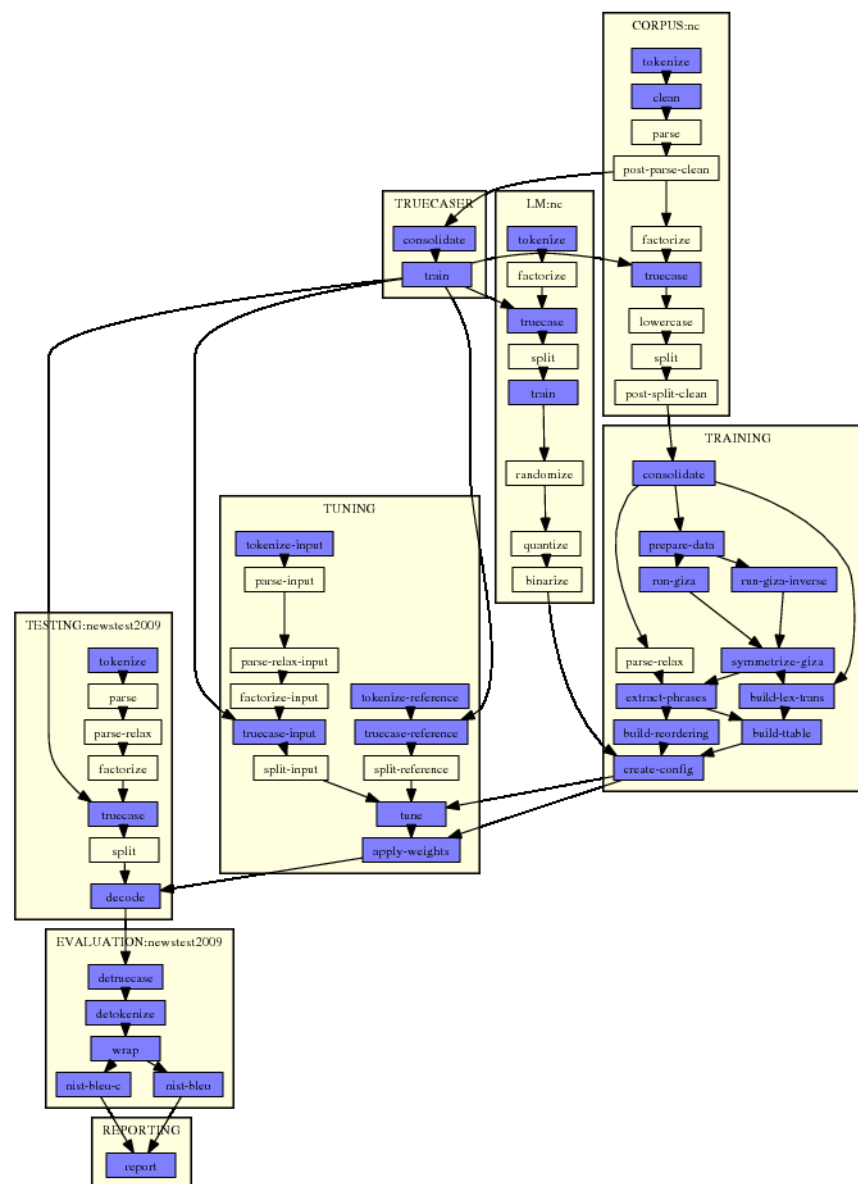 CORPUS:nc
tokenize
clean
parse
post-parse-clean
factorize
truecase
lowercase
split
post-split-clean
TRUECASER
consolidate
train
LM:nc
tokenize
factorize
truecase
split
train
randomize
quantize
binarize
TRAINING
consolidate
prepare-data
run-giza
run-giza-inverse
parse-relax
symmetrize-giza
extract-phrases
build-lex-trans
build-reordering
build-ttable
create-config
TUNING
tokenize-input
parse-input
parse-relax-input
factorize-input
tokenize-reference
truecase-input
truecase-reference
split-input
split-reference
tune
apply-weights
TESTING:newstest2009
tokenize
parse
parse-relax
factorize
truecase
split
decode
EVALUATION:newstest2009
detruecase
detokenize
wrap
nist-bleu-c
nist-bleu
REPORTING
report